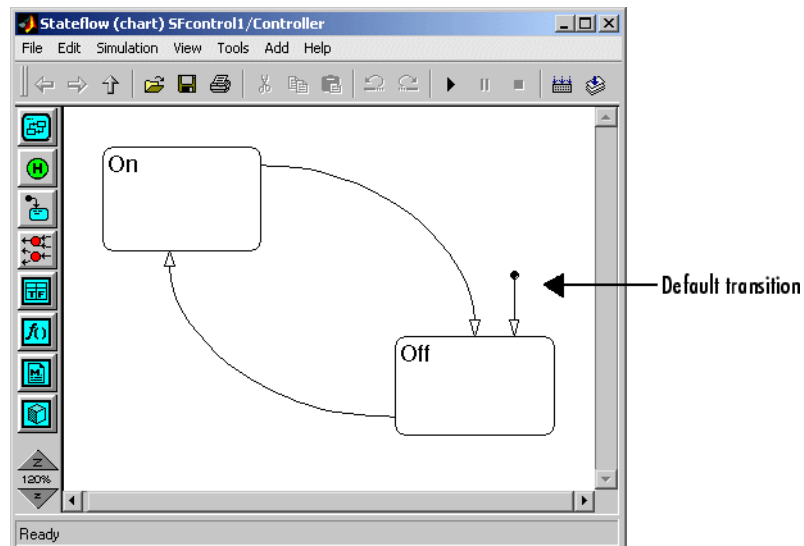 Stateflow (chart) SFcontrol1/Controller
File Edit Simulation View Tools Add Help
H
On
Default transition
T F
f()
Off
M
Z
120%
z
Ready